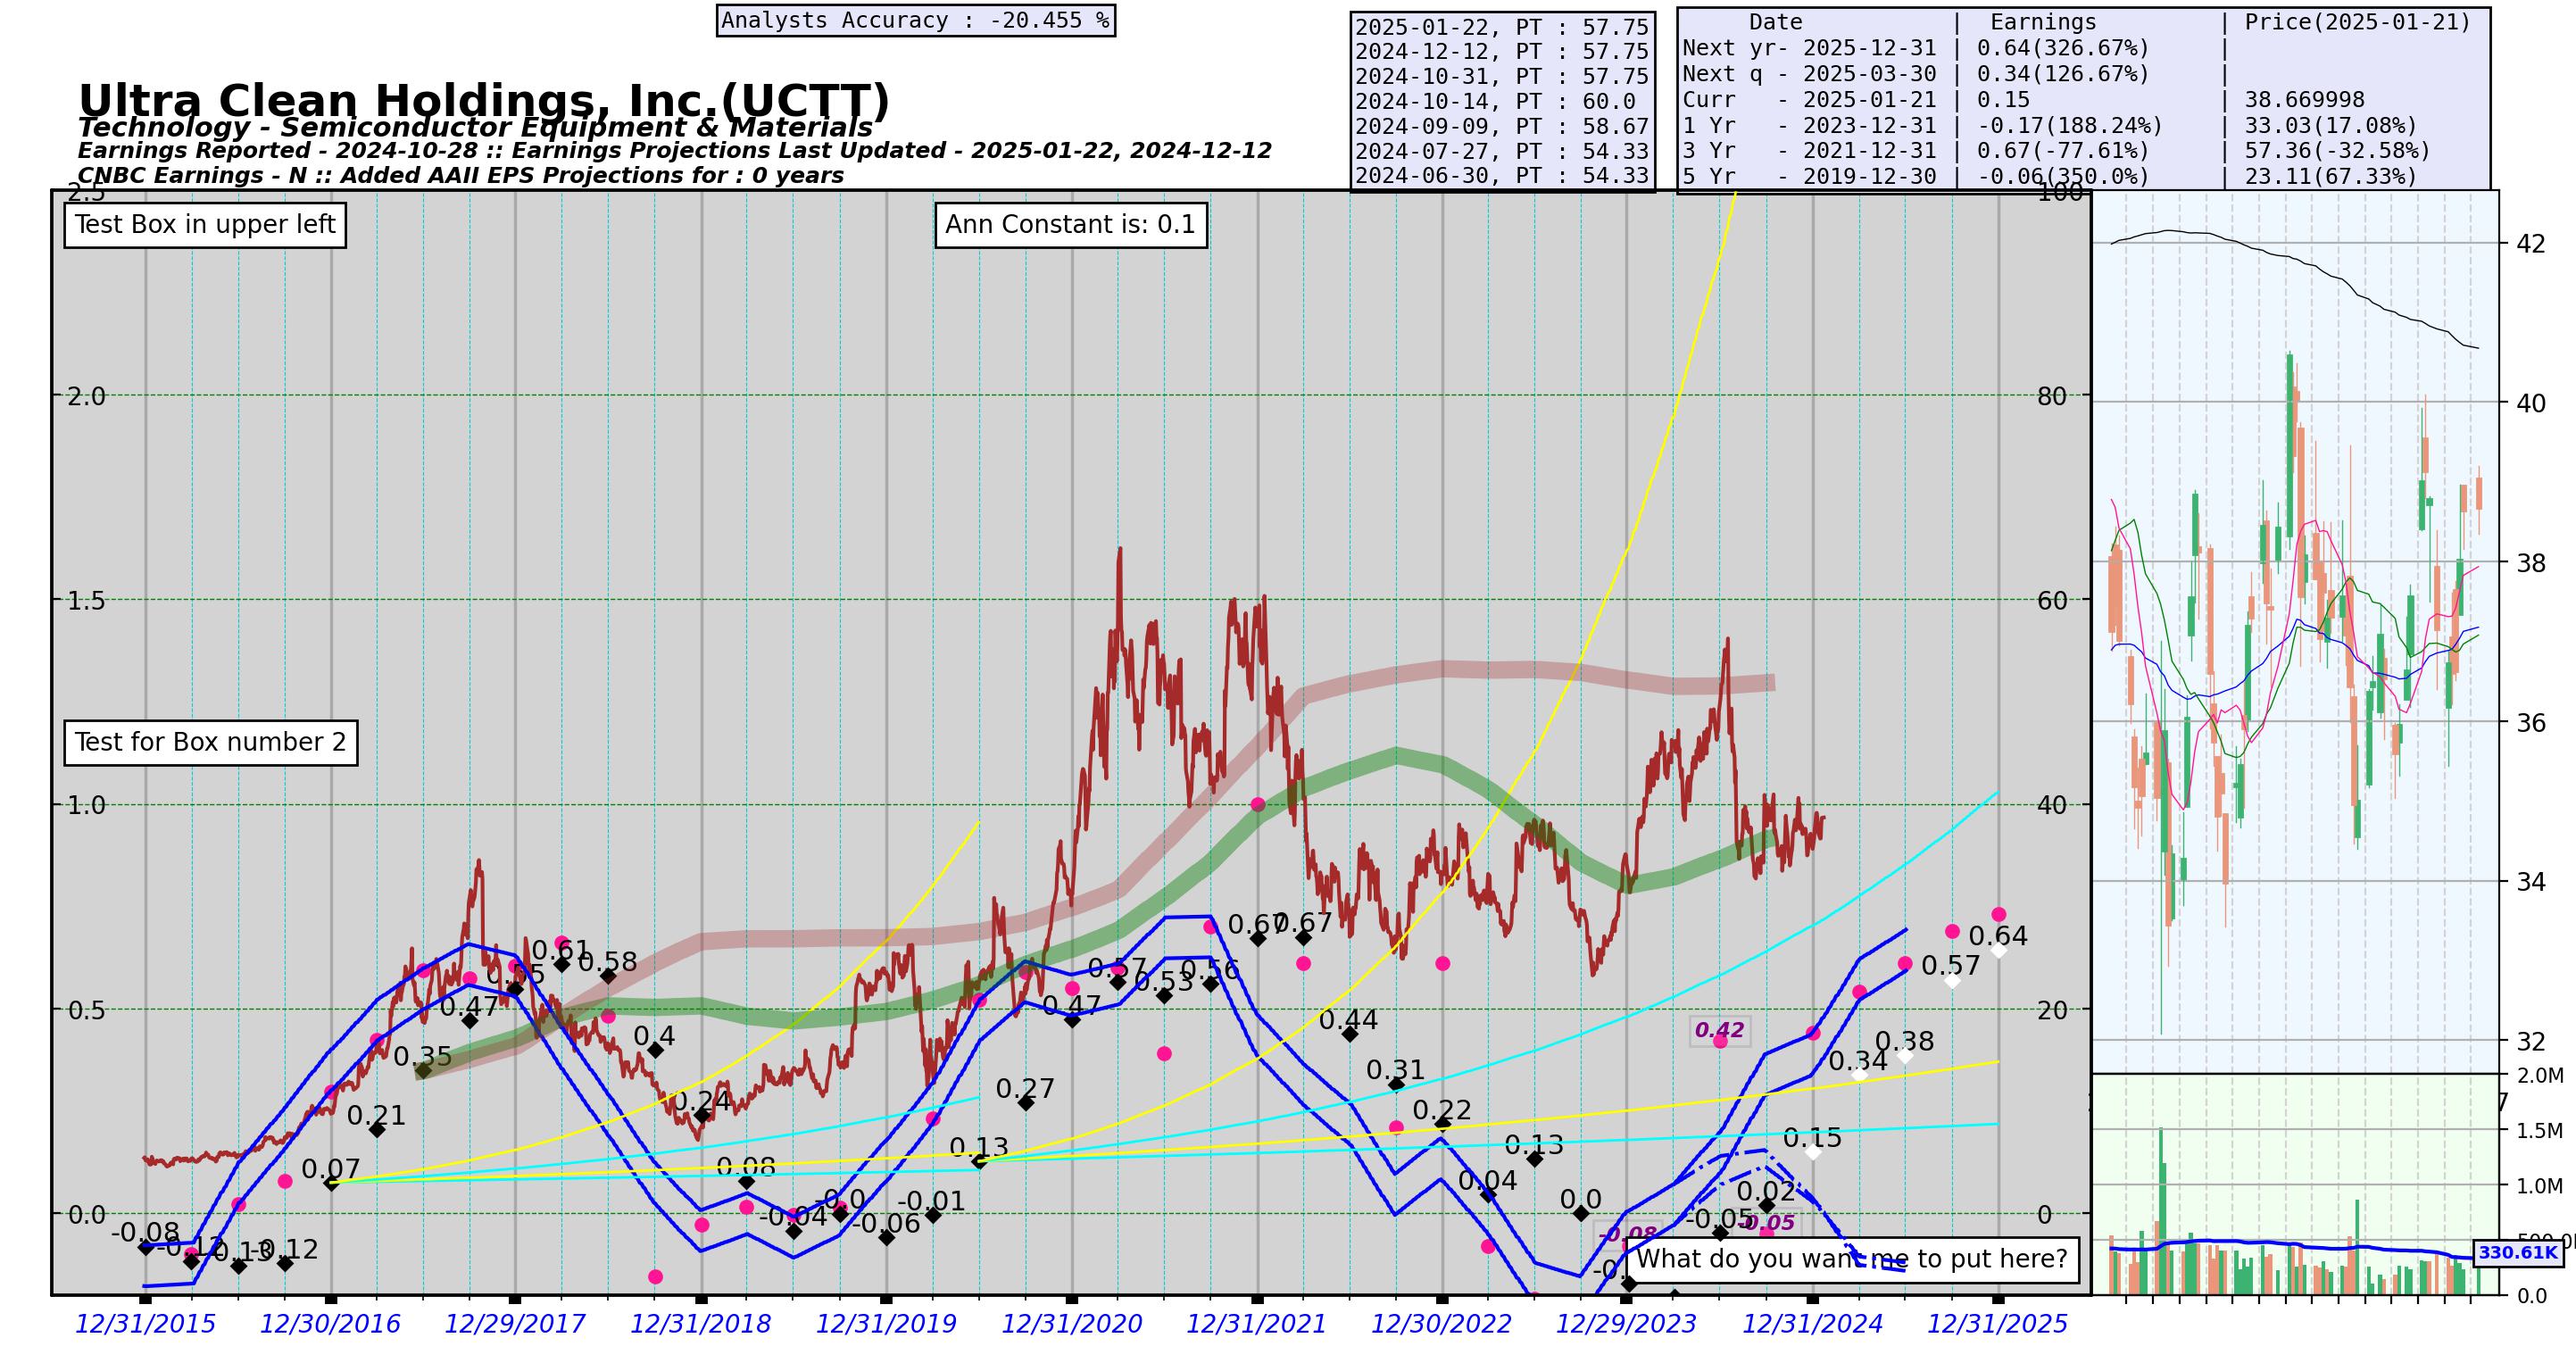 Analysts Accuracy : -20.455 %
2025-01-22, PT : 57.75
2024-12-12, PT : 57.75
2024-10-31, PT : 57.75
2024-10-14, PT : 60.0
2024-09-09, PT : 58.67
2024-07-27, PT : 54.33
2024-06-30, PT : 54.33
Date | Earnings | Price(2025-01-21)
Next yr- 2025-12-31 | 0.64(326.67%) |
Next q - 2025-03-30 | 0.34(126.67%) |
Curr - 2025-01-21 | 0.15 | 38.669998
1 Yr - 2023-12-31 | -0.17(188.24%) | 33.03(17.08%)
3 Yr - 2021-12-31 | 0.67(-77.61%) | 57.36(-32.58%)
5 Yr - 2019-12-30 | -0.06(350.0%) | 23.11(67.33%)
Ultra Clean Holdings, Inc.(UCTT)
Technology - Semiconductor Equipment & Materials
Earnings Reported - 2024-10-28 :: Earnings Projections Last Updated - 2025-01-22, 2024-12-12
CNBC Earnings - N :: Added AAII EPS Projections for : 0 years
2.5
100
Test Box in upper left
Ann Constant is: 0.1
42
2.0
80
40
38
1.5
60
Test for Box number 2
36
1.0
40
34
0.5
20
32
0.0
0
-0.08
-0.12
-0.13
-0.12
0.07
0.21
0.35
0.47
0.55
0.61
0.58
0.4
0.24
0.08
-0.04
-0.0
-0.06
-0.01
0.13
0.27
0.47
0.57
0.53
0.56
0.67
0.67
0.44
0.31
0.22
0.04
0.13
0.0
-0.08
0.42
-0.05
0.02
-0.05
0.15
0.34
0.38
0.57
0.64
What do you want me to put here?
2.0M
1.5M
1.0M
330.61K
0.0
12/31/2015
12/30/2016
12/29/2017
12/31/2018
12/31/2019
12/31/2020
12/31/2021
12/30/2022
12/29/2023
12/31/2024
12/31/2025